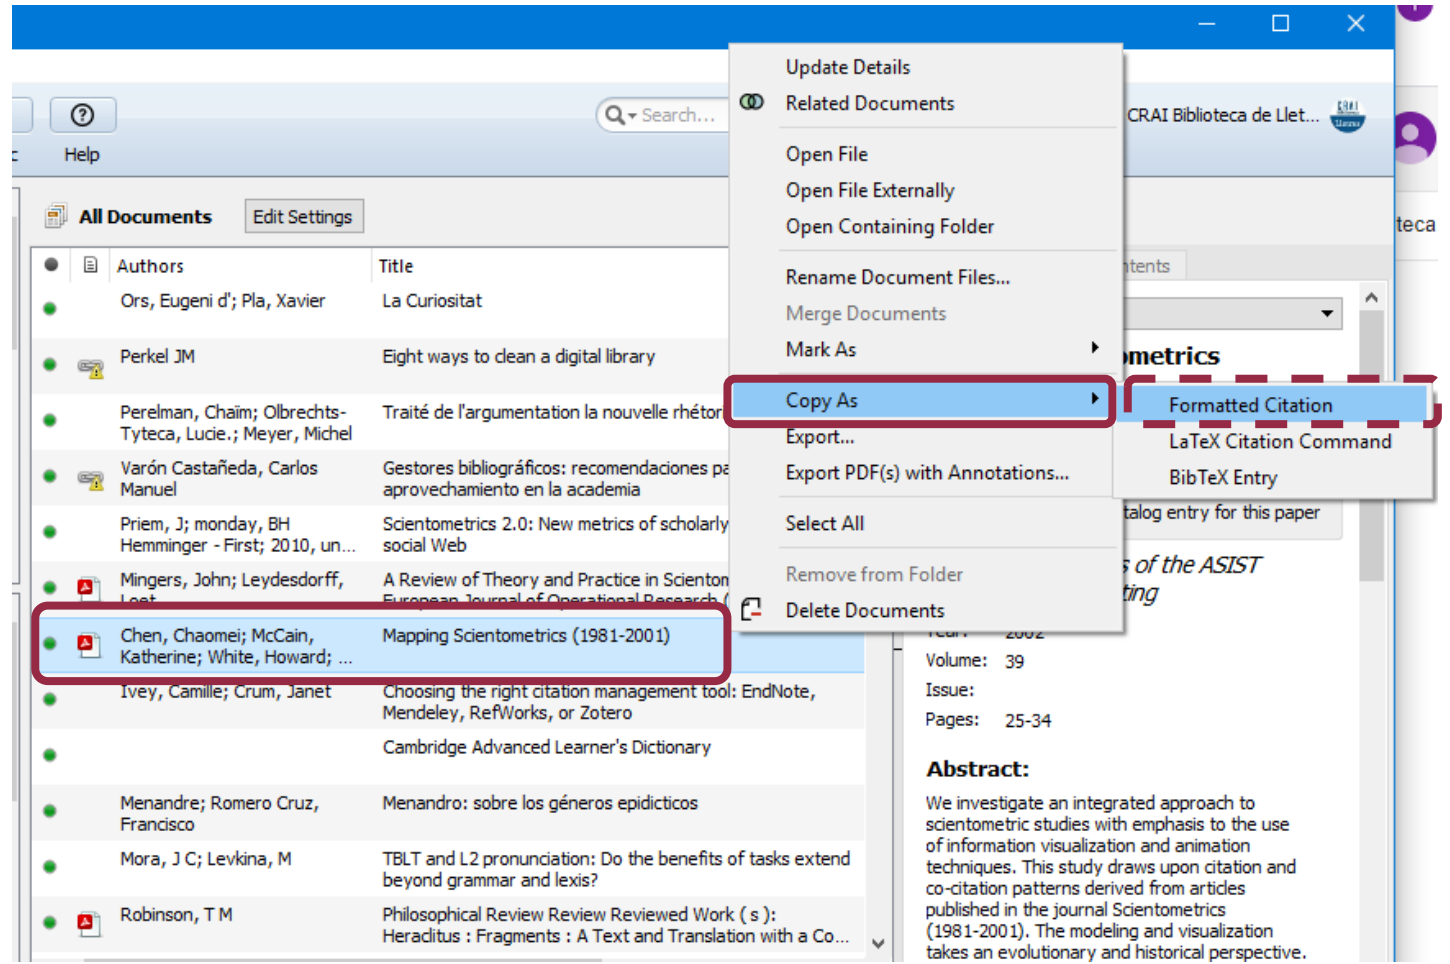 Search...
CRAI Biblioteca de Llet...
CRAI
Help
All Documents
Edit Settings
teca
Authors
Title
Ors, Eugeni d'; Pla, Xavier
La Curiositat
Perkel JM
Eight ways to clean a digital library
Perelman, Chaïm; Olbrechts-
Tyteca, Lucie.; Meyer, Michel
Traité de l'argumentation la nouvelle rhétori
Varón Castañeda, Carlos
Manuel
Gestores bibliográficos: recomendaciones pa
aprovechamiento en la academia
Priem, J; monday, BH
Hemminger - First; 2010, un...
Scientometrics 2.0: New metrics of scholarly
social Web
Mingers, John; Leydesdorff,
Loet
A Review of Theory and Practice in Scientom
European Journal of Operational Research (
Chen, Chaomei; McCain,
Katherine; White, Howard; ...
Mapping Scientometrics (1981-2001)
Ivey, Camille; Crum, Janet
Choosing the right citation management tool: EndNote,
Mendeley, RefWorks, or Zotero
Cambridge Advanced Learner's Dictionary
Menandre; Romero Cruz,
Francisco
Menandro: sobre los géneros epidícticos
Mora, J C; Levkina, M
TBLT and L2 pronunciation: Do the benefits of tasks extend
beyond grammar and lexis?
Robinson, T M
Philosophical Review Review Reviewed Work ( s ):
Heraclitus : Fragments : A Text and Translation with a Co...
Update Details
Related Documents
Open File
Open File Externally
Open Containing Folder
Rename Document Files...
Merge Documents
Mark As
Copy As
Export...
Export PDF(s) with Annotations...
Select All
Remove from Folder
Delete Documents
Formatted Citation
LaTeX Citation Command
BibTeX Entry
ntents
ometrics
talog entry for this paper
s of the ASIST
ting
Year: 2002
Volume: 39
Issue:
Pages: 25-34
Abstract:
We investigate an integrated approach to
scientometric studies with emphasis to the use
of information visualization and animation
techniques. This study draws upon citation and
co-citation patterns derived from articles
published in the journal Scientometrics
(1981-2001). The modeling and visualization
takes an evolutionary and historical perspective.